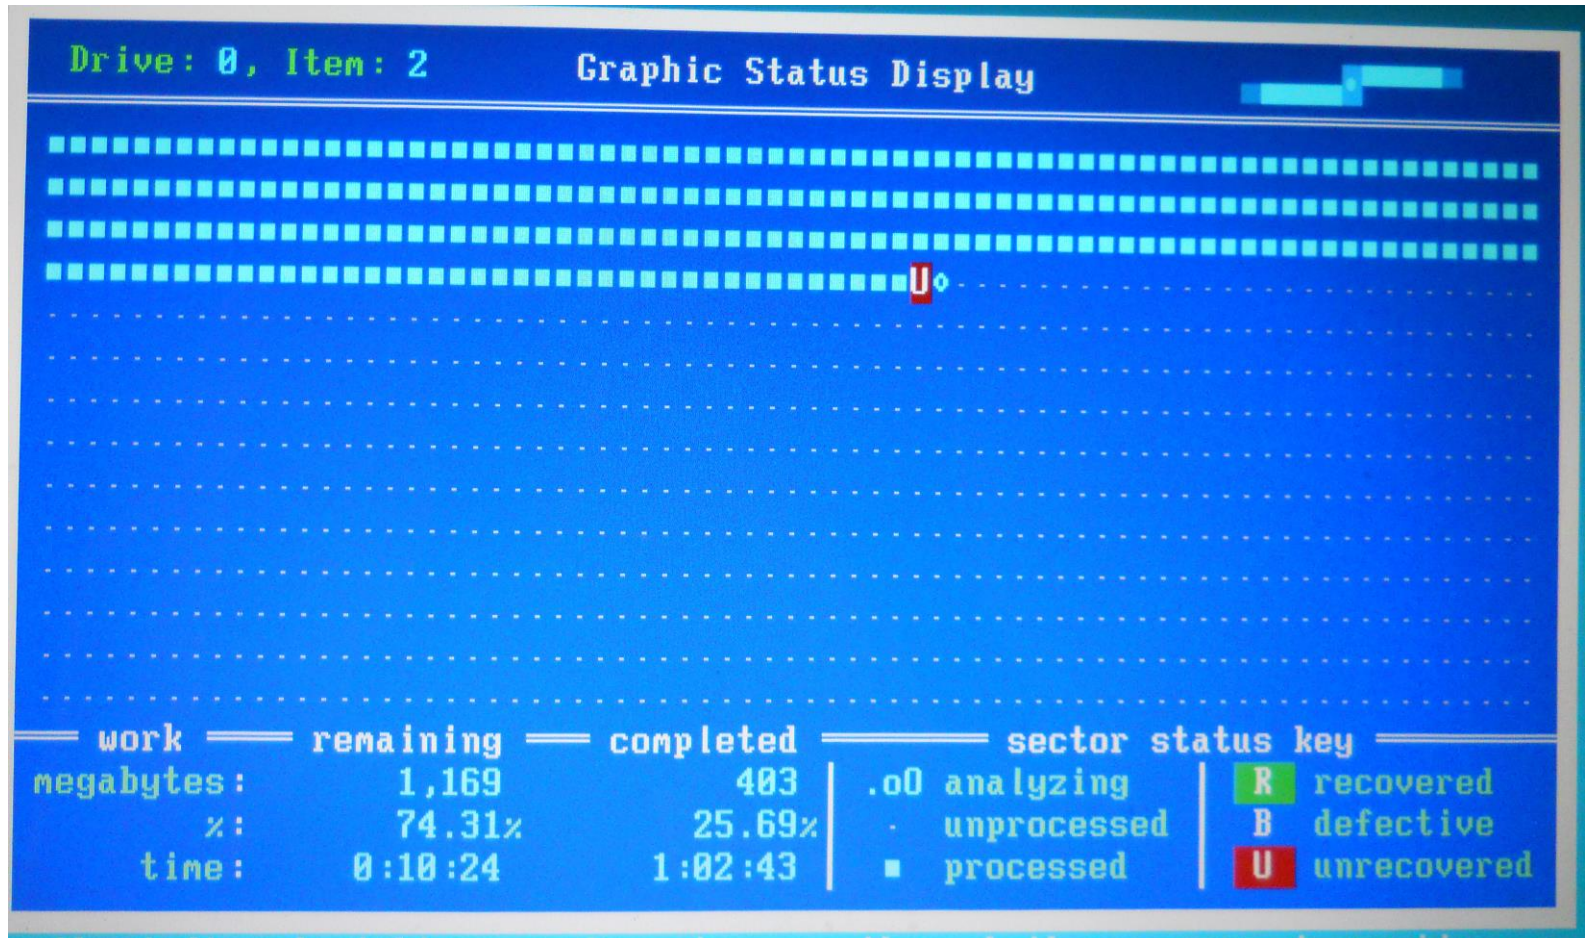 Drive: 0, Item: 2 Graphic Status Display
U
work remaining completed sector status key
megabytes: 1,169 403 .oO analyzing R recovered
%: 74.31% 25.69% · unprocessed B defective
time: 0:10:24 1:02:43 ■ processed U unrecovered